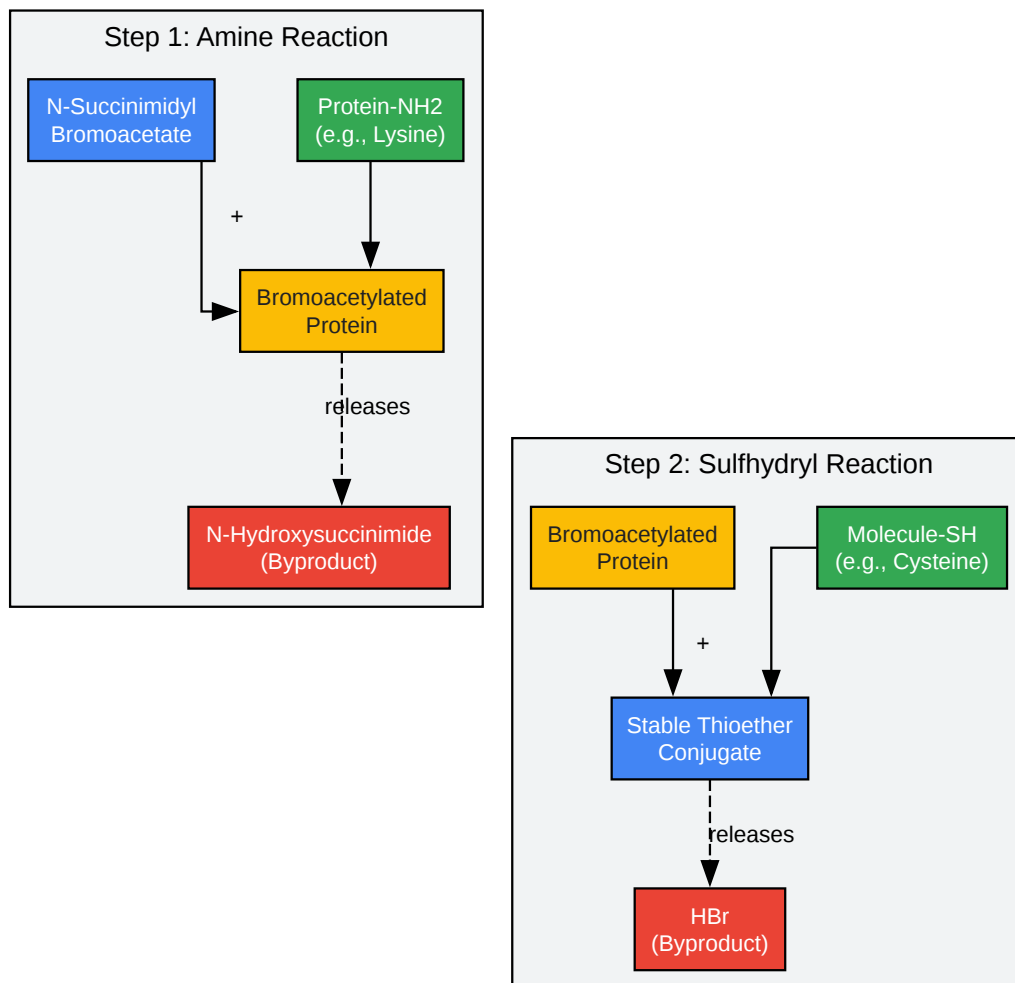 Step 1: Amine Reaction
N-Succinimidyl
Bromoacetate
Protein-NH2
(e.g., Lysine)
+
Bromoacetylated
Protein
releases
N-Hydroxysuccinimide
(Byproduct)
Step 2: Sulfhydryl Reaction
Bromoacetylated
Protein
Molecule-SH
(e.g., Cysteine)
+
Stable Thioether
Conjugate
releases
HBr
(Byproduct)